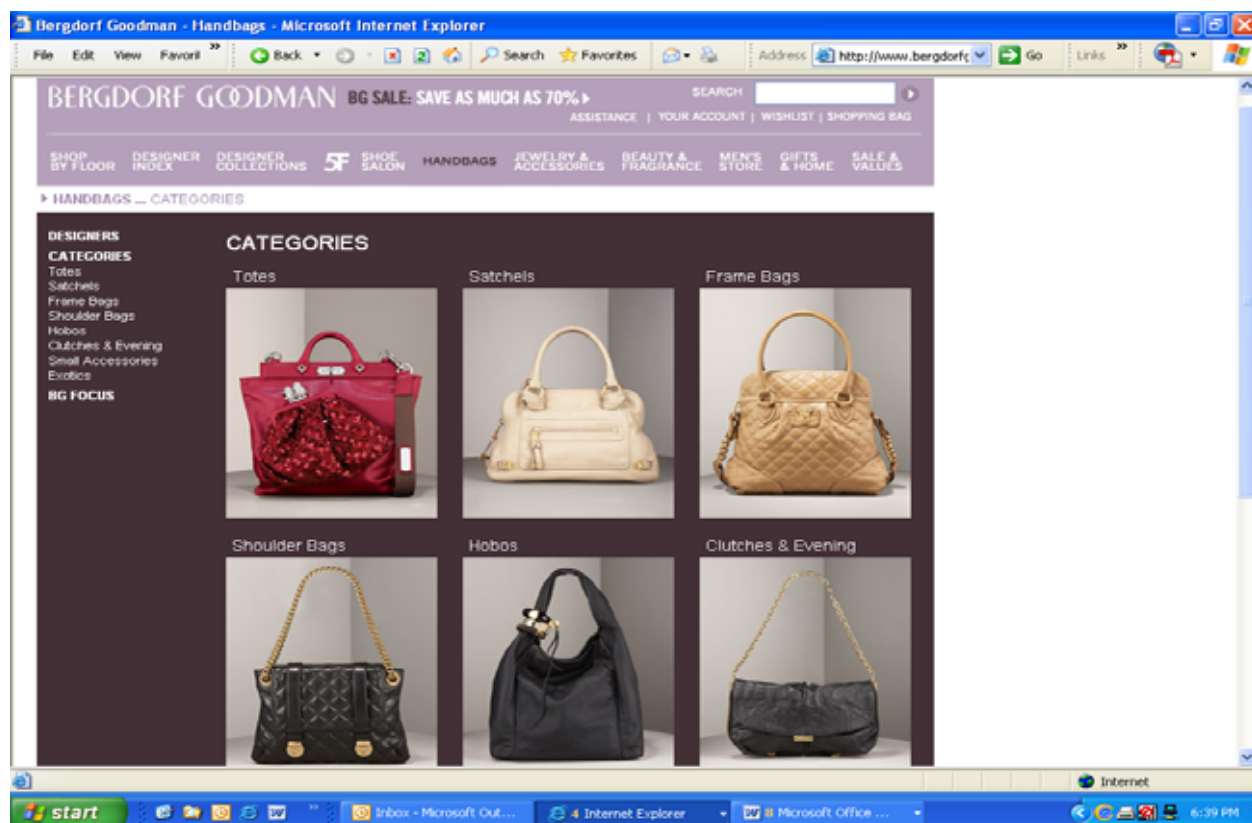 Bergdorf Goodman - Handbags - Microsoft Internet Explorer
File Edit View Favorit » Back Search Favorites Address http://www.bergdorfg Go Links »
BERGDORF GOODMAN BG SALE: SAVE AS MUCH AS 70% SEARCH
ASSISTANCE | YOUR ACCOUNT | WISHLIST | SHOPPING BAG
SHOP BY FLOOR
DESIGNER INDEX
DESIGNER COLLECTIONS
5F
SHOE SALON
HANDBAGS
JEWELRY & ACCESSORIES
BEAUTY & FRAGRANCE
MEN'S STORE
GIFTS & HOME
SALE & VALUES
HANDBAGS ... CATEGORIES
DESIGNERS
CATEGORIES
Totes
Satchels
Frame Bags
Shoulder Bags
Hobos
Clutches & Evening
Small Accessories
Exotics
BG FOCUS
CATEGORIES
Totes Satchels Frame Bags
Shoulder Bags Hobos Clutches & Evening
Internet
start » Inbox - Microsoft Out... 4 Internet Explorer 8 Microsoft Office ... 6:39 PM